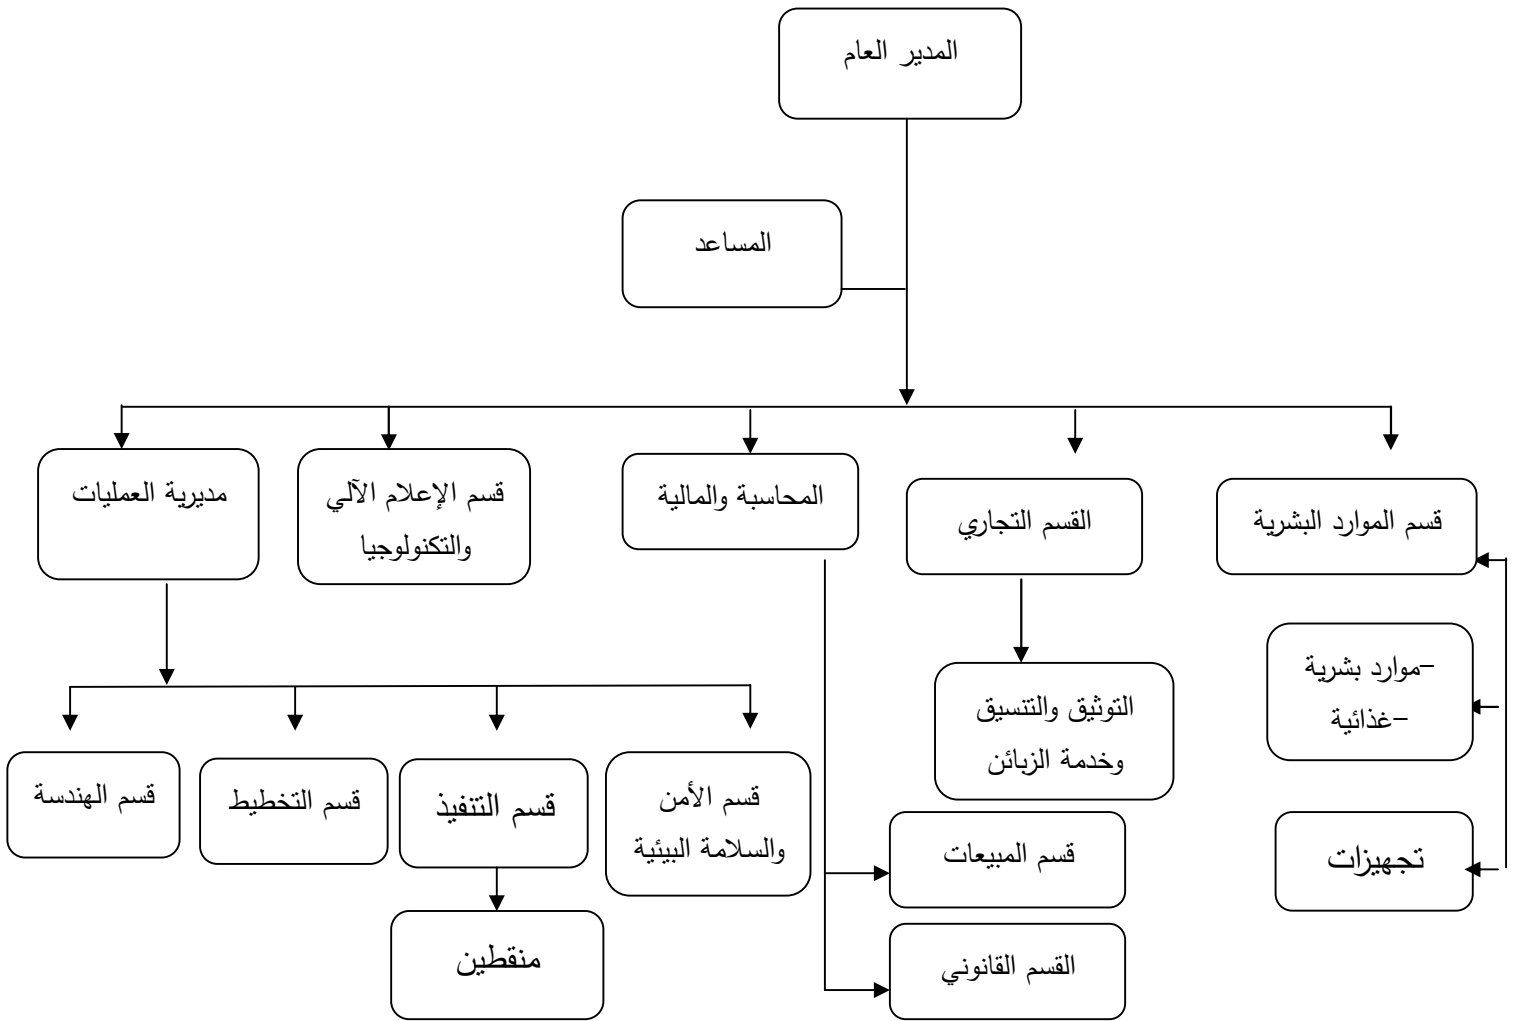 المدير العام
المساعد
قسم الموارد البشرية
القسم التجاري
المحاسبة والمالية
قسم الإعلام الآلي
والتكنولوجيا
مديرية العمليات
–موارد بشرية
–غذائية
تجهيزات
التوثيق والتنسيق
وخدمة الزبائن
قسم المبيعات
القسم القانوني
قسم الأمن
والسلامة البيئية
قسم التنفيذ
قسم التخطيط
قسم الهندسة
منقطين